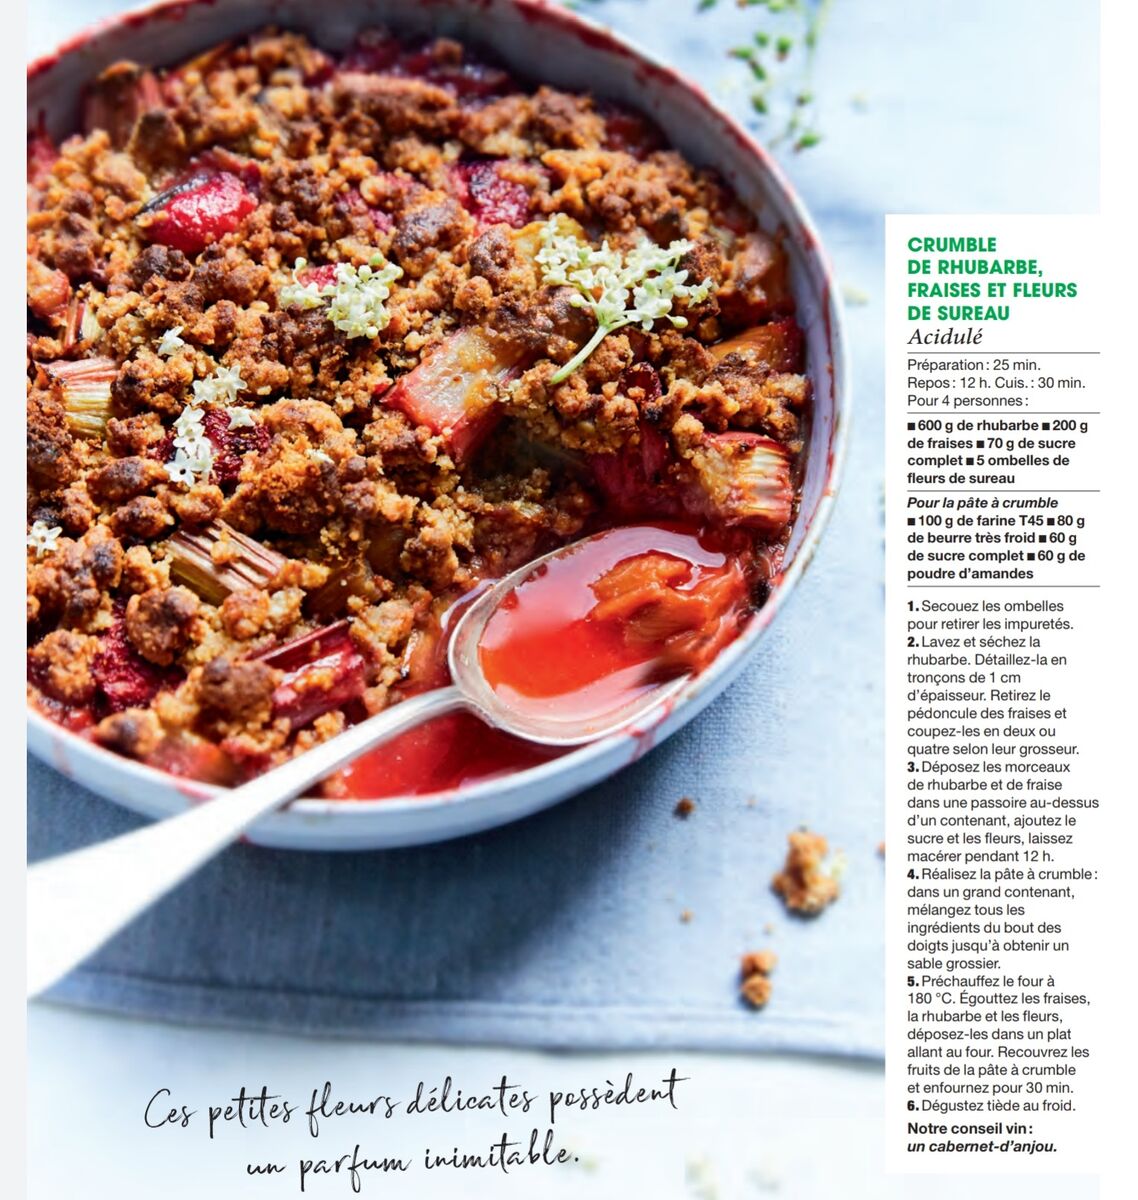 CRUMBLE
DE RHUBARBE,
FRAISES ET FLEURS
DE SUREAU
Acidulé
Préparation : 25 min.
Repos : 12 h. Cuis. : 30 min.
Pour 4 personnes :
■ 600 g de rhubarbe ■ 200 g
de fraises ■ 70 g de sucre
complet ■ 5 ombelles de
fleurs de sureau
Pour la pâte à crumble
■ 100 g de farine T45 ■ 80 g
de beurre très froid ■ 60 g
de sucre complet ■ 60 g de
poudre d'amandes
1. Secouez les ombelles
pour retirer les impuretés.
2. Lavez et séchez la
rhubarbe. Détaillez-la en
tronçons de 1 cm
d'épaisseur. Retirez le
pédoncule des fraises et
coupez-les en deux ou
quatre selon leur grosseur.
3. Déposez les morceaux
de rhubarbe et de fraise
dans une passoire au-dessus
d'un contenant, ajoutez le
sucre et les fleurs, laissez
macérer pendant 12 h.
4. Réalisez la pâte à crumble :
dans un grand contenant,
mélangez tous les
ingrédients du bout des
doigts jusqu'à obtenir un
sable grossier.
5. Préchauffez le four à
180 °C. Égouttez les fraises,
la rhubarbe et les fleurs,
déposez-les dans un plat
allant au four. Recouvrez les
fruits de la pâte à crumble
et enfournez pour 30 min.
6. Dégustez tiède au froid.
Notre conseil vin :
un cabernet-d'anjou.
Ces petites fleurs délicates possèdent
un parfum inimitable.